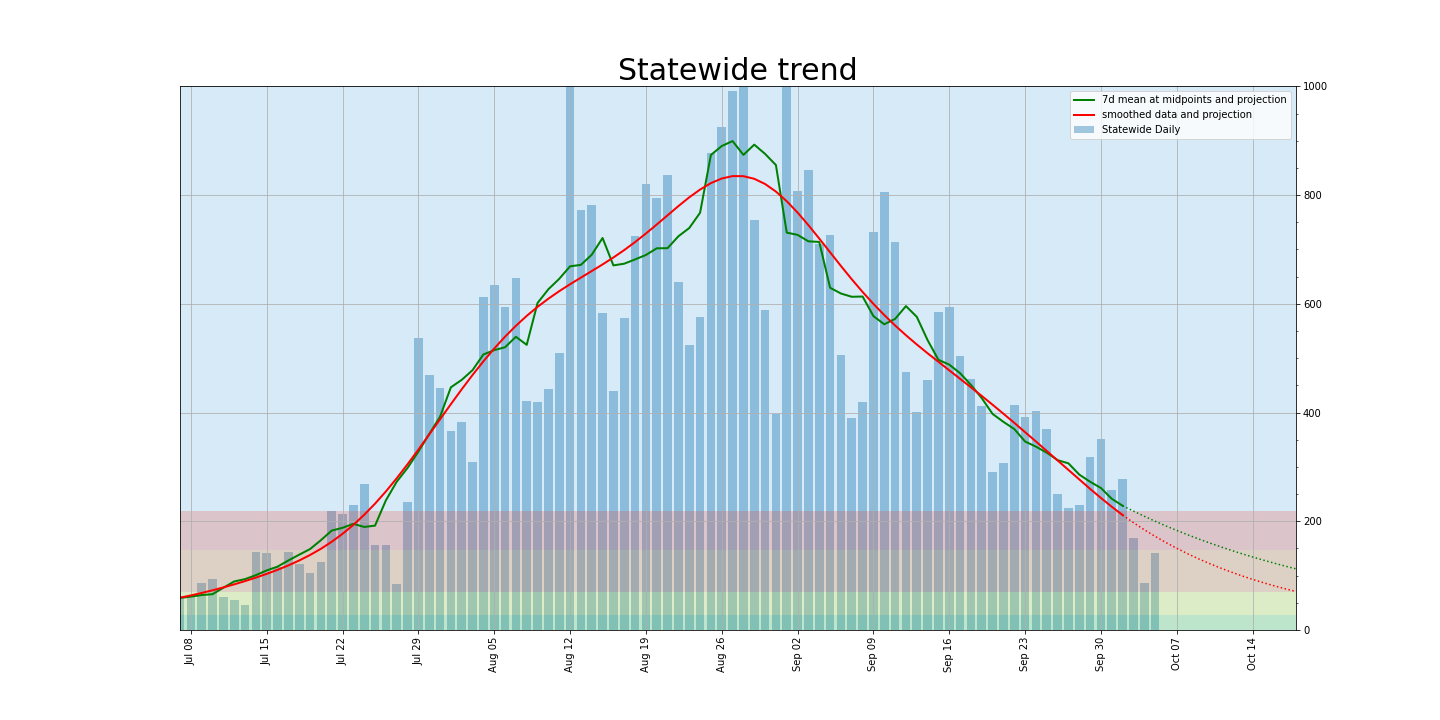 Statewide trend
7d mean at midpoints and projection
smoothed data and projection
Statewide Daily
1000
800
600
400
200
0
Jul 08
Jul 15
Jul 22
Jul 29
Aug 05
Aug 12
Aug 19
Aug 26
Sep 02
Sep 09
Sep 16
Sep 23
Sep 30
Oct 07
Oct 14